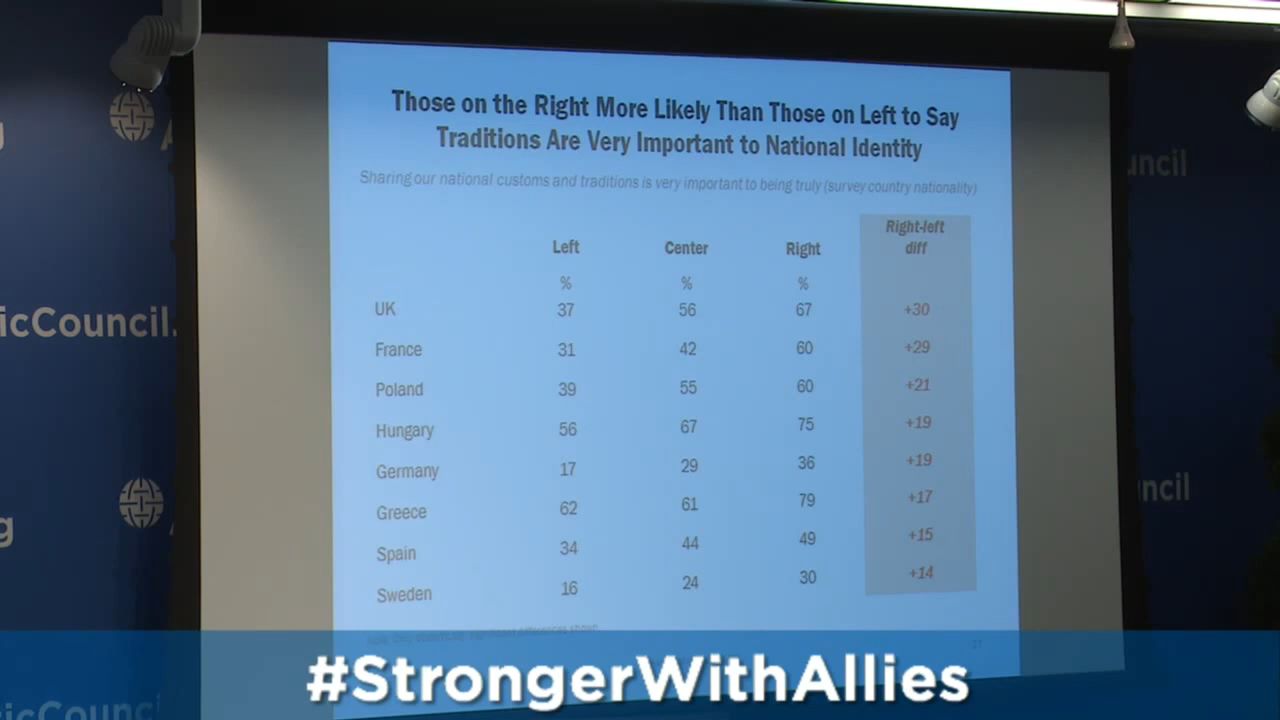 Those on the Right More Likely Than Those on Left to Say
Traditions Are Very Important to National Identity
Sharing our national customs and traditions is very important to being truly (survey country nationality)
Left Center Right Right-left diff
% % %
UK 37 56 67 +30
France 31 42 60 +29
Poland 39 55 60 +21
Hungary 56 67 75 +19
Germany 17 29 36 +19
Greece 62 61 79 +17
Spain 34 44 49 +15
Sweden 16 24 30 +14
g
icCouncil.
g
icCounc
uncil
ncil
#StrongerWithAllies